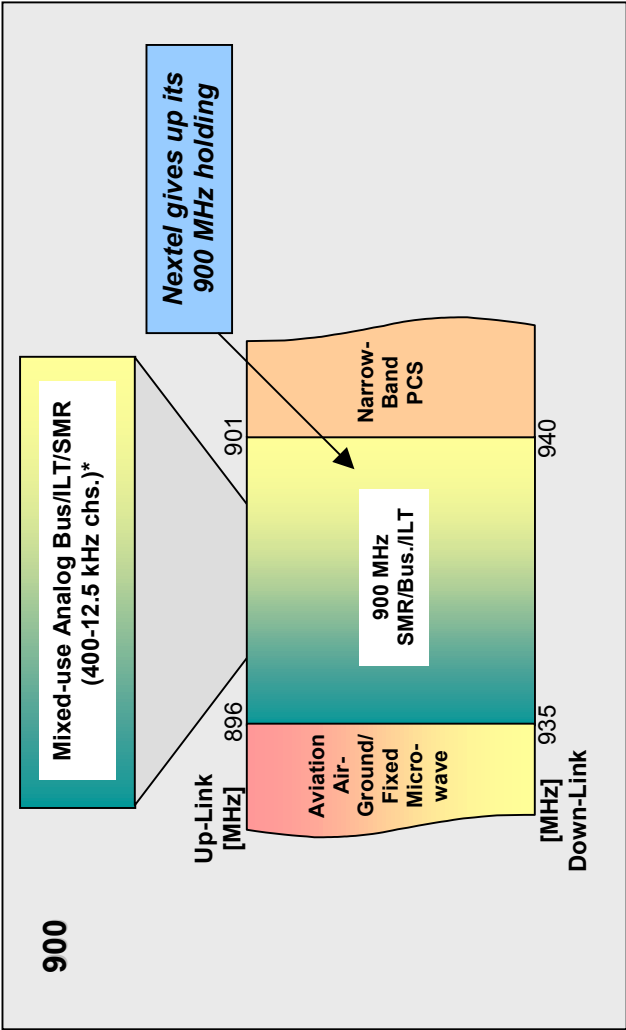 900
Mixed-use Analog Bus/ILT/SMR
(400-12.5 kHz chs.)*
Nextel gives up its
900 MHz holding
Up-Link
[MHz]
896
901
Aviation
Air-
Ground/
Fixed
Micro-
wave
900 MHz
SMR/Bus./ILT
Narrow-
Band
PCS
[MHz]
Down-Link
935
940